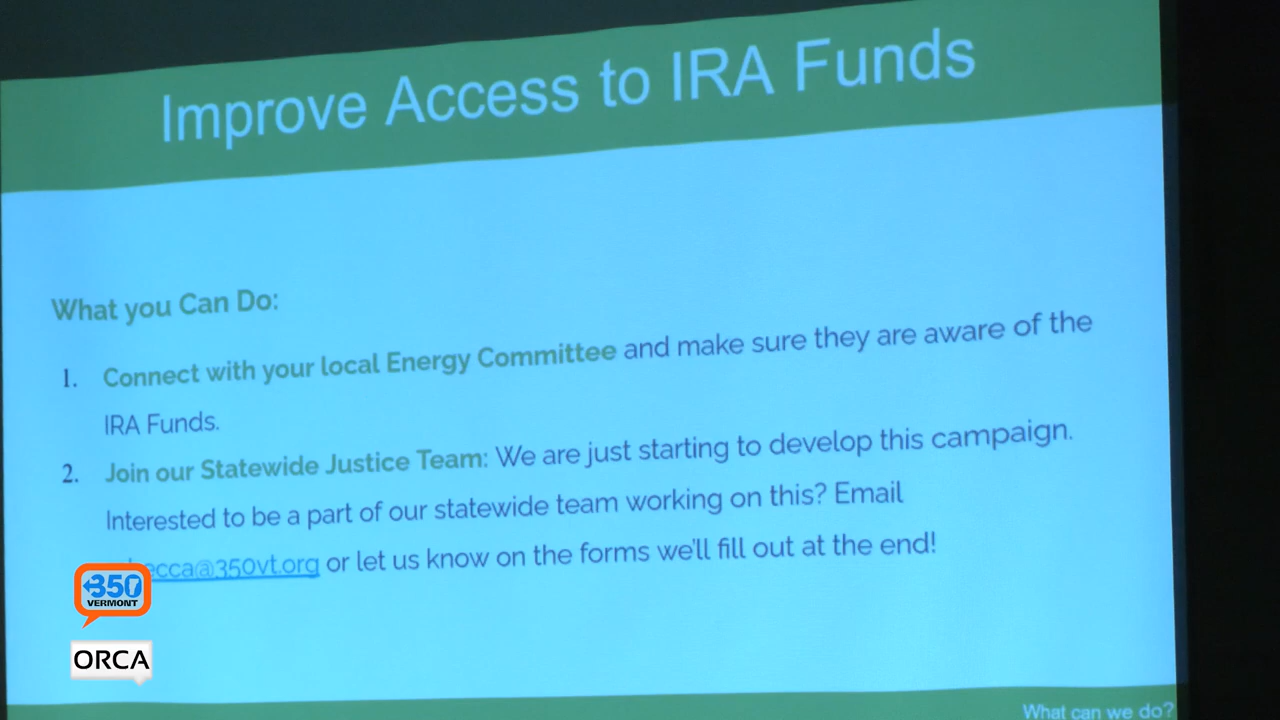 Improve Access to IRA Funds
What you Can Do:
1. Connect with your local Energy Committee and make sure they are aware of the
IRA Funds.
2. Join our Statewide Justice Team: We are just starting to develop this campaign.
Interested to be a part of our statewide team working on this? Email
ecca@350vt.org or let us know on the forms we'll fill out at the end!
350
VERMONT
ORCA
What can we do?